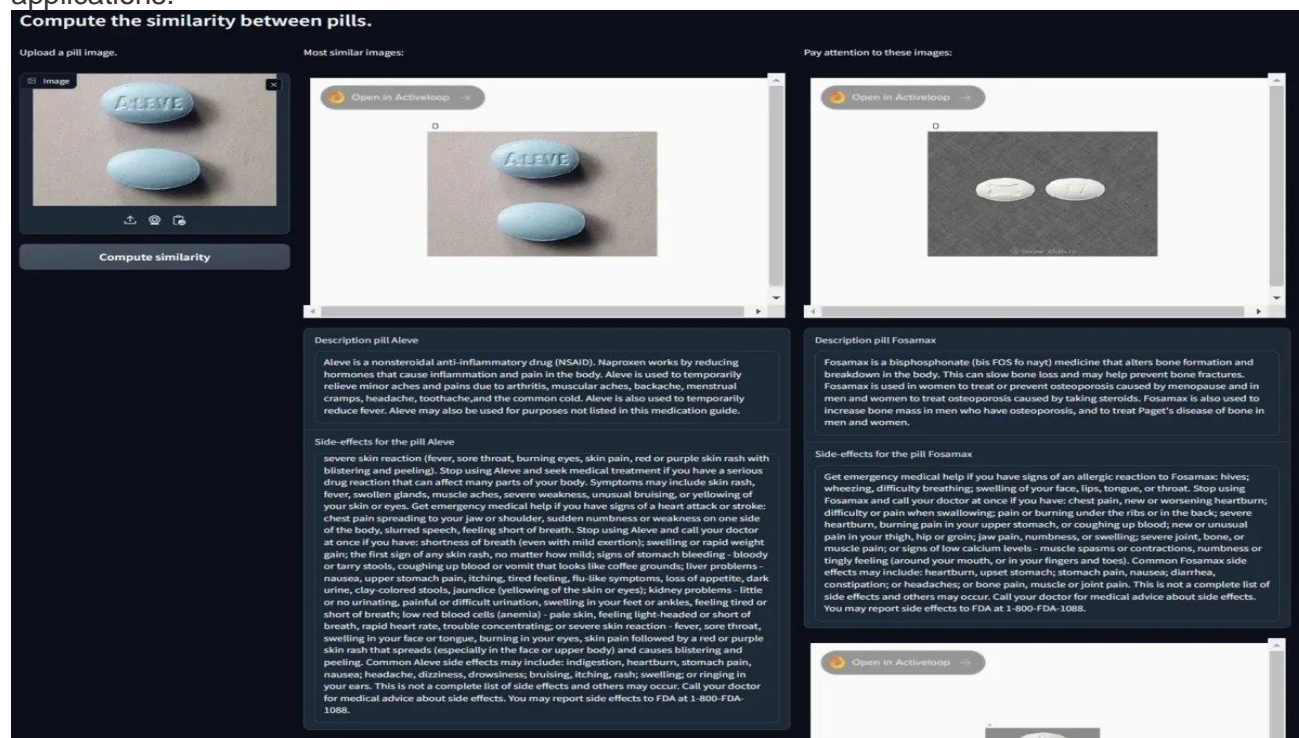 applications.
Compute the similarity between pills.
Upload a pill image.
Image
ALEVE
Compute similarity
Most similar images:
Open in Activeloop →
ALEVE
Description pill Aleve
Aleve is a nonsteroidal anti-inflammatory drug (NSAID). Naproxen works by reducing
hormones that cause inflammation and pain in the body. Aleve is used to temporarily
relieve minor aches and pains due to arthritis, muscular aches, backache, menstrual
cramps, headache, toothache,and the common cold. Aleve is also used to temporarily
reduce fever. Aleve may also be used for purposes not listed in this medication guide.
Side-effects for the pill Aleve
severe skin reaction (fever, sore throat, burning eyes, skin pain, red or purple skin rash with
blistering and peeling). Stop using Aleve and seek medical treatment if you have a serious
drug reaction that can affect many parts of your body. Symptoms may include skin rash,
fever, swollen glands, muscle aches, severe weakness, unusual bruising, or yellowing of
your skin or eyes. Get emergency medical help if you have signs of a heart attack or stroke:
chest pain spreading to your jaw or shoulder, sudden numbness or weakness on one side
of the body, slurred speech, feeling short of breath. Stop using Aleve and call your doctor
at once if you have: shortness of breath (even with mild exertion); swelling or rapid weight
gain; the first sign of any skin rash, no matter how mild; signs of stomach bleeding - bloody
or tarry stools, coughing up blood or vomit that looks like coffee grounds; liver problems -
nausea, upper stomach pain, itching, tired feeling, flu-like symptoms, loss of appetite, dark
urine, clay-colored stools, jaundice (yellowing of the skin or eyes); kidney problems - little
or no urinating, painful or difficult urination, swelling in your feet or ankles, feeling tired or
short of breath; low red blood cells (anemia) - pale skin, feeling light-headed or short of
breath, rapid heart rate, trouble concentrating; or severe skin reaction - fever, sore throat,
swelling in your face or tongue, burning in your eyes, skin pain followed by a red or purple
skin rash that spreads (especially in the face or upper body) and causes blistering and
peeling. Common Aleve side effects may include: indigestion, heartburn, stomach pain,
nausea; headache, dizziness, drowsiness; bruising, itching, rash; swelling; or ringing in
your ears. This is not a complete list of side effects and others may occur. Call your doctor
for medical advice about side effects. You may report side effects to FDA at 1-800-FDA-
1088.
Pay attention to these images:
Open in Activeloop →
Description pill Fosamax
Fosamax is a bisphosphonate (bis FOS fo nayt) medicine that alters bone formation and
breakdown in the body. This can slow bone loss and may help prevent bone fractures.
Fosamax is used in women to treat or prevent osteoporosis caused by menopause and in
men and women to treat osteoporosis caused by taking steroids. Fosamax is also used to
increase bone mass in men who have osteoporosis, and to treat Paget's disease of bone in
men and women.
Side-effects for the pill Fosamax
Get emergency medical help if you have signs of an allergic reaction to Fosamax: hives;
wheezing, difficulty breathing; swelling of your face, lips, tongue, or throat. Stop using
Fosamax and call your doctor at once if you have: chest pain, new or worsening heartburn;
difficulty or pain when swallowing; pain or burning under the ribs or in the back; severe
heartburn, burning pain in your upper stomach, or coughing up blood; new or unusual
pain in your thigh, hip or groin; jaw pain, numbness, or swelling; severe joint, bone, or
muscle pain; or signs of low calcium levels - muscle spasms or contractions, numbness or
tingly feeling (around your mouth, or in your fingers and toes). Common Fosamax side
effects may include: heartburn, upset stomach; stomach pain, nausea; diarrhea,
constipation; or headaches; or bone pain, muscle or joint pain. This is not a complete list of
side effects and others may occur. Call your doctor for medical advice about side effects.
You may report side effects to FDA at 1-800-FDA-1088.
Open in Activeloop →